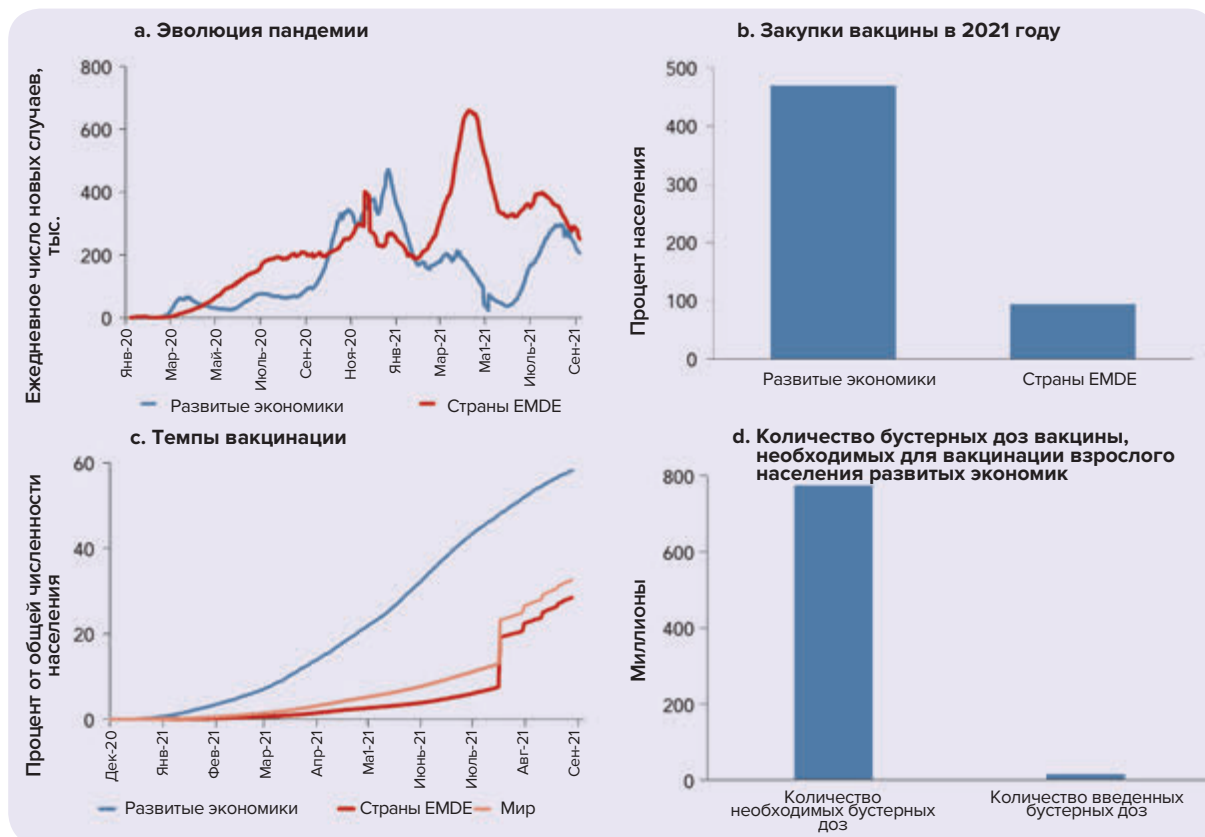 a. Эволюция пандемии
Ежедневное число новых случаев,
тыс.
800
600
400
200
0
Янв-20
Мар-20
Май-20
Июль-20
Сен-20
Ноя-20
Янв-21
Мар-21
Ма1-21
Июль-21
Сен-21
Развитые экономики
Страны EMDE
b. Закупки вакцины в 2021 году
Процент населения
500
400
300
200
100
0
Развитые экономики
Страны EMDE
c. Темпы вакцинации
Процент от общей численности
населения
60
40
20
0
Дек-20
Янв-21
Фев-21
Мар-21
Апр-21
Ма1-21
Июнь-21
Июль-21
Авг-21
Сен-21
Развитые экономики
Страны EMDE
Мир
d. Количество бустерных доз вакцины,
необходимых для вакцинации взрослого
населения развитых экономик
Миллионы
800
600
400
200
0
Количество
необходимых бустерных
доз
Количество введенных
бустерных доз